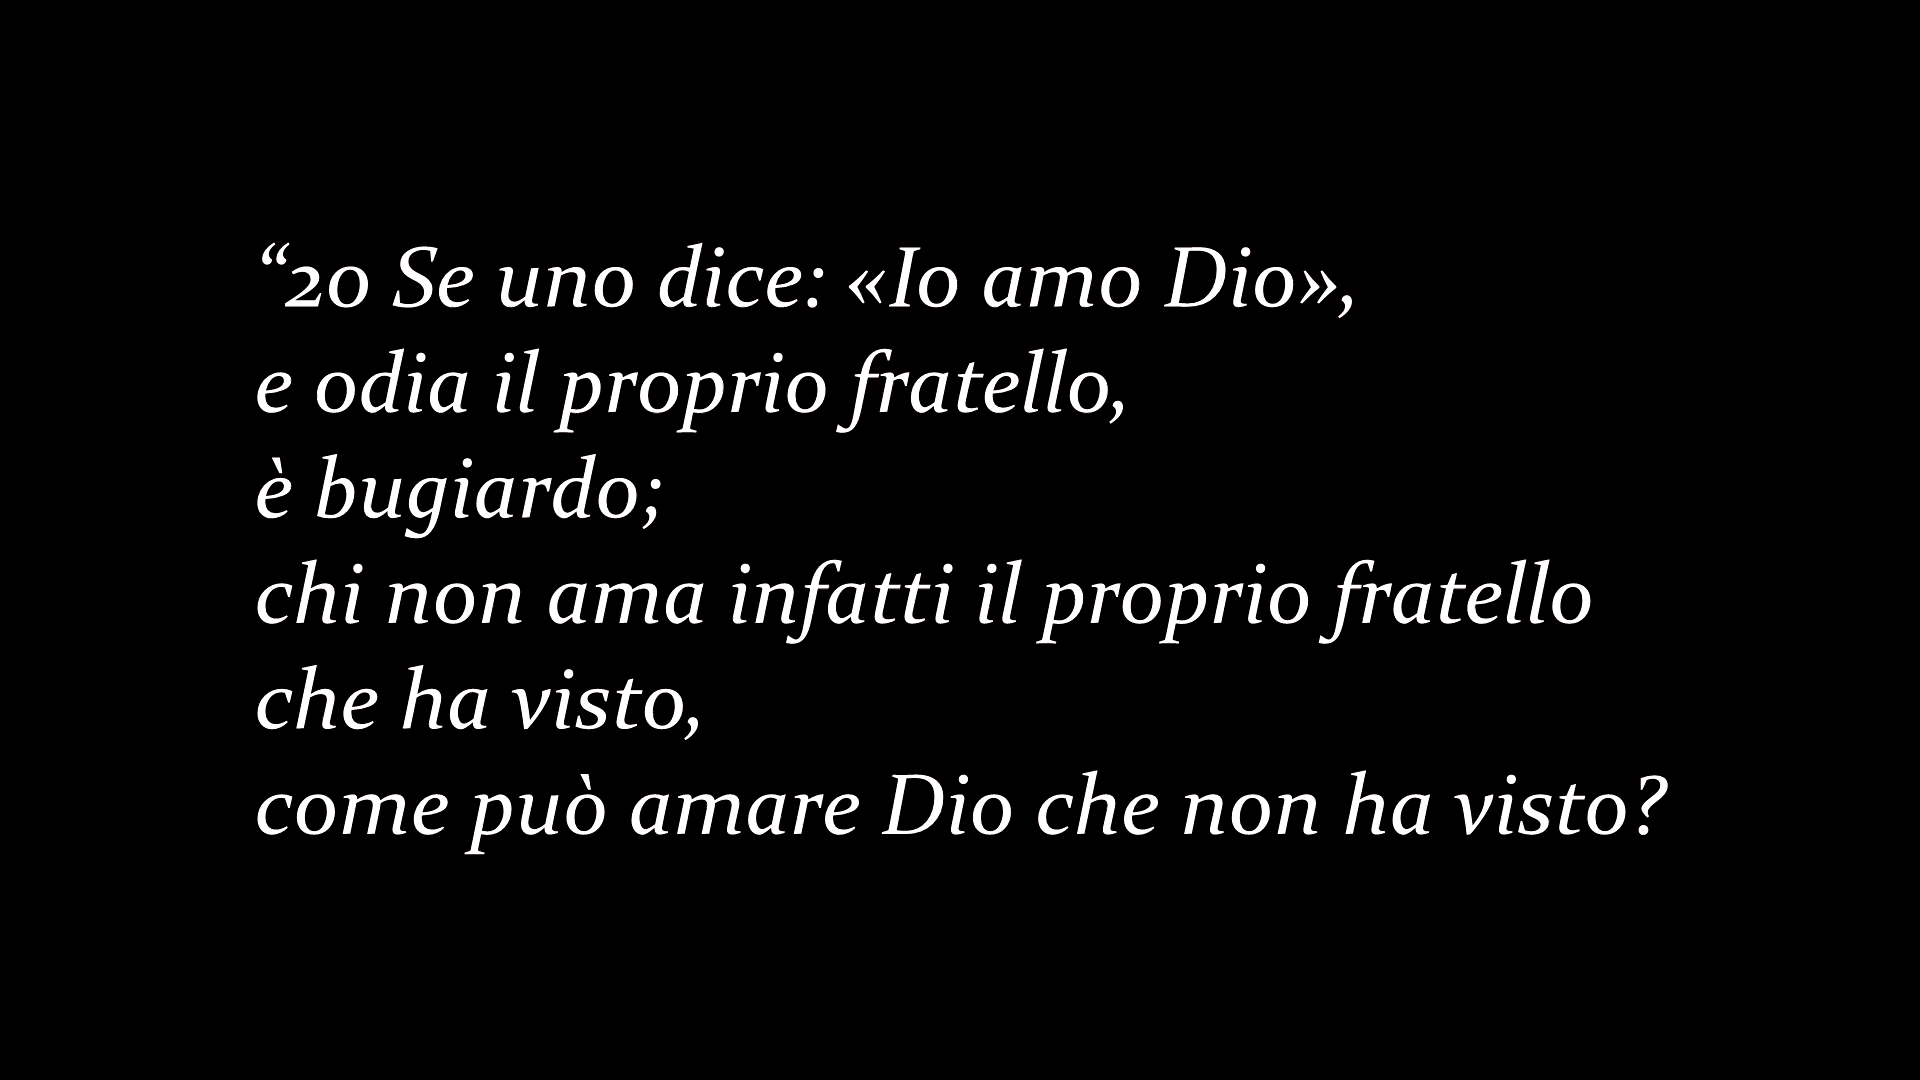 “20 Se uno dice: «Io amo Dio»,
e odia il proprio fratello,
è bugiardo;
chi non ama infatti il proprio fratello
che ha visto,
come può amare Dio che non ha visto?